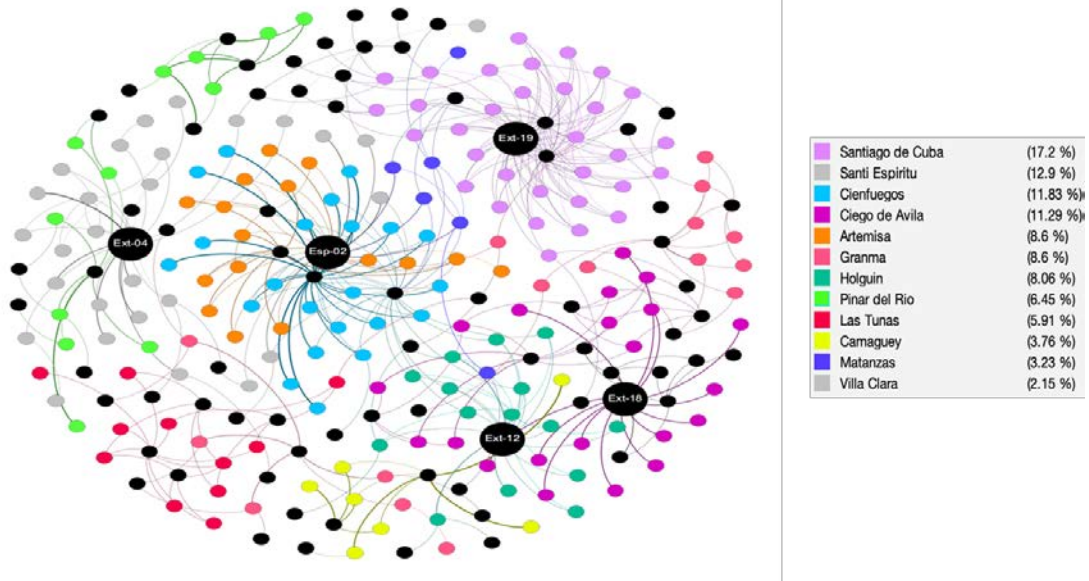 Ext-19
Ext-04
Esp-02
Ext-18
Ext-12
Santiago de Cuba (17.2 %)
Santi Espiritu (12.9 %)
Cienfuegos (11.83 %)
Ciego de Avila (11.29 %)
Artemisa (8.6 %)
Granma (8.6 %)
Holguin (8.06 %)
Pinar del Rio (6.45 %)
Las Tunas (5.91 %)
Camaguey (3.76 %)
Matanzas (3.23 %)
Villa Clara (2.15 %)